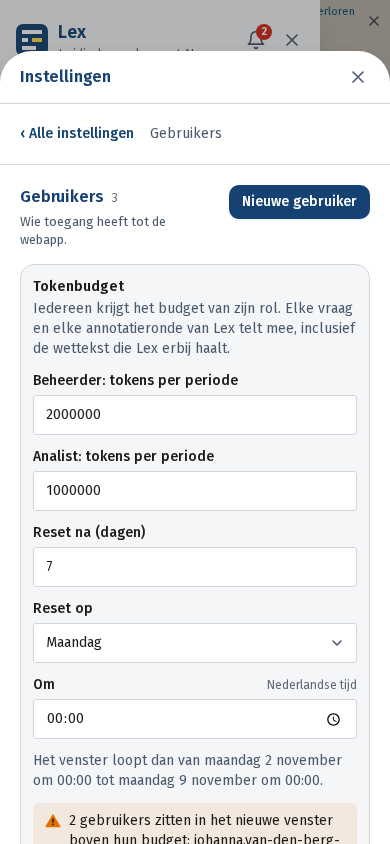 Lex
2
Instellingen
‹ Alle instellingen Gebruikers
Gebruikers 3
Nieuwe gebruiker
Wie toegang heeft tot de
webapp.
Tokenbudget
Iedereen krijgt het budget van zijn rol. Elke vraag
en elke annotatieronde van Lex telt mee, inclusief
de wettekst die Lex erbij haalt.
Beheerder: tokens per periode
2000000
Analist: tokens per periode
1000000
Reset na (dagen)
7
Reset op
Maandag
Om Nederlandse tijd
00:00
Het venster loopt dan van maandag 2 november
om 00:00 tot maandag 9 november om 00:00.
2 gebruikers zitten in het nieuwe venster
boven hun budget: johanna.van-den-berg-